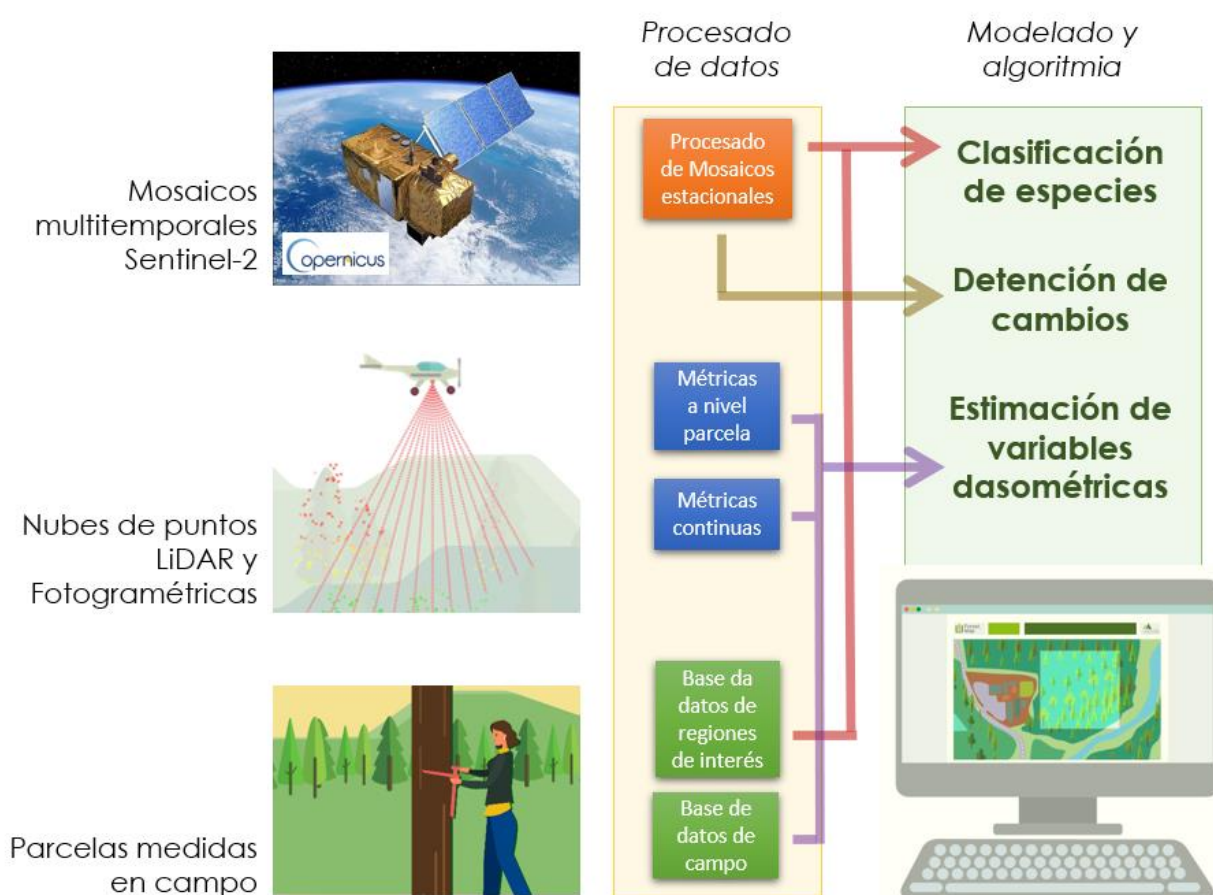 Procesado
de datos
Modelado y
algoritmia
Mosaicos
multitemporales
Sentinel-2
opernicus
Procesado
de Mosaicos
estacionales
Clasificación
de especies
Detención de
cambios
Nubes de puntos
LiDAR y
Fotogramétricas
Métricas
a nivel
parcela
Métricas
continuas
Estimación de
variables
dasométricas
Parcelas medidas
en campo
Base da
datos de
regiones
de interés
Base de
datos de
campo